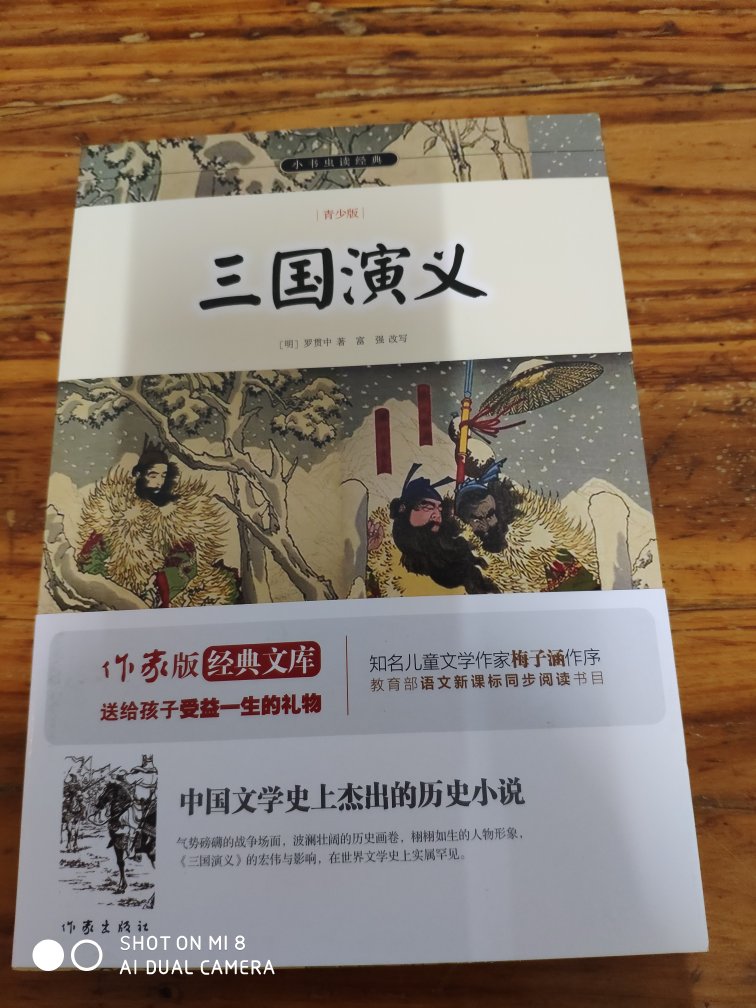 小书虫读经典
青少版
三国演义
[明] 罗贯中 著 富 强 改写
作家版 经典文库
送给孩子受益一生的礼物
知名儿童文学作家梅子涵作序
教育部语文新课标同步阅读书目
中国文学史上杰出的历史小说
气势磅礴的战争场面，波澜壮阔的历史画卷，栩栩如生的人物形象，
《三国演义》的宏伟与影响，在世界文学史上实属罕见。
作家出版社
SHOT ON MI 8
AI DUAL CAMERA